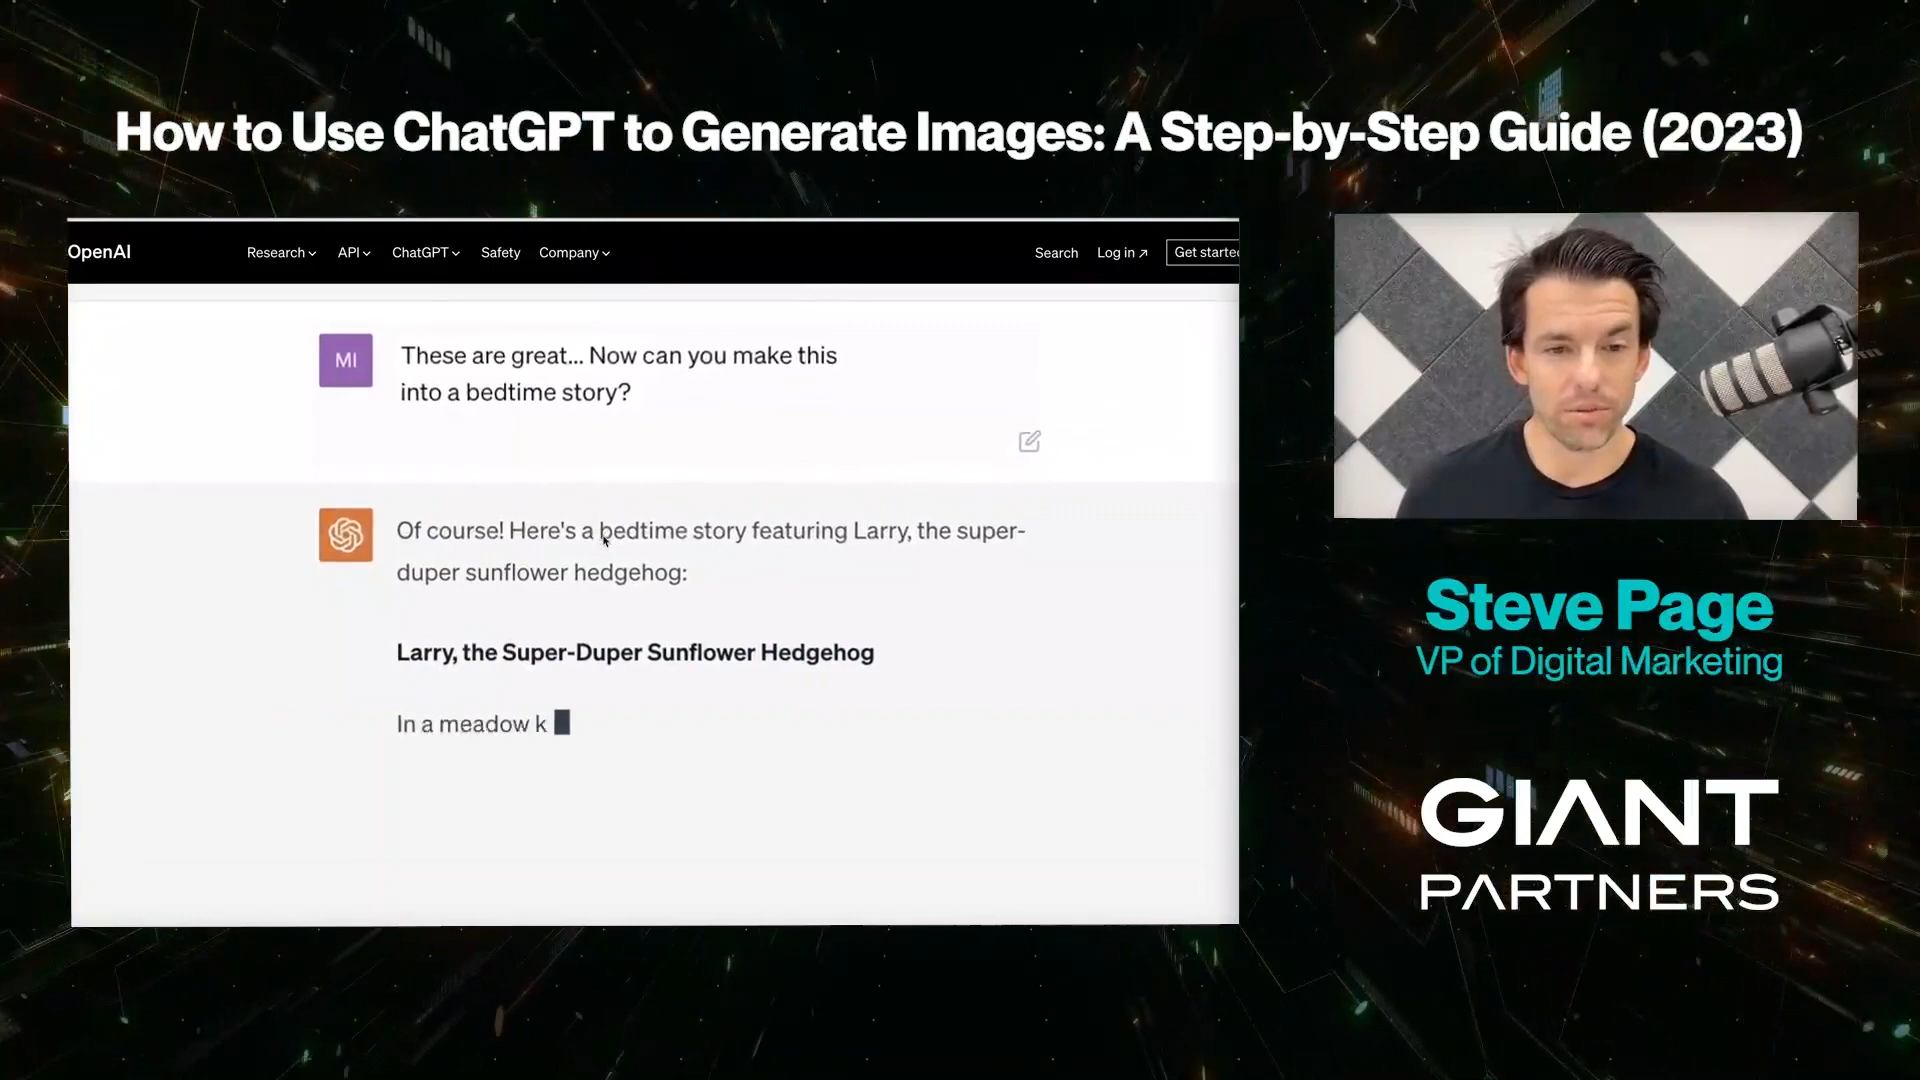 How to Use ChatGPT to Generate Images: A Step-by-Step Guide (2023)
OpenAI Research API ChatGPT Safety Company Search Log in ↗ Get starte
MI
These are great... Now can you make this
into a bedtime story?
Of course! Here's a bedtime story featuring Larry, the super-
duper sunflower hedgehog:
Larry, the Super-Duper Sunflower Hedgehog
In a meadow k
Steve Page
VP of Digital Marketing
GIANT
PARTNERS